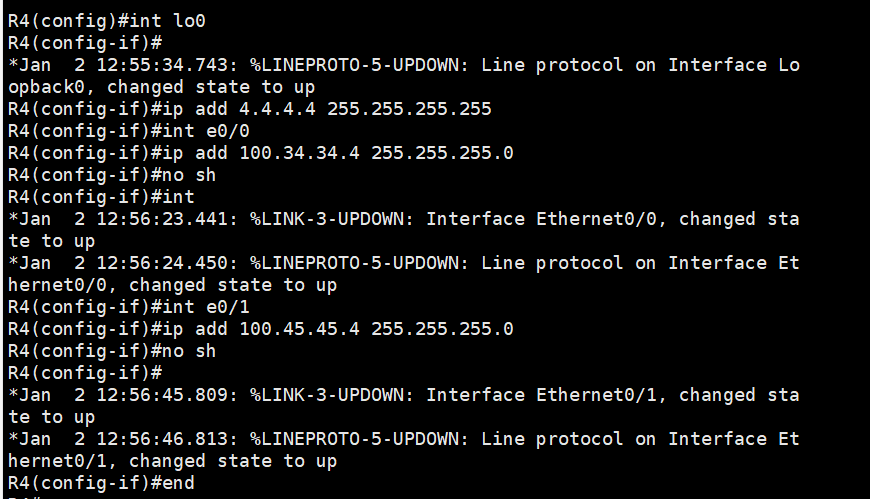 R4(config)#int lo0
R4(config-if)#
*Jan  2 12:55:34.743: %LINEPROTO-5-UPDOWN: Line protocol on Interface Lo
opback0, changed state to up
R4(config-if)#ip add 4.4.4.4 255.255.255.255
R4(config-if)#int e0/0
R4(config-if)#ip add 100.34.34.4 255.255.255.0
R4(config-if)#no sh
R4(config-if)#int
*Jan  2 12:56:23.441: %LINK-3-UPDOWN: Interface Ethernet0/0, changed sta
te to up
*Jan  2 12:56:24.450: %LINEPROTO-5-UPDOWN: Line protocol on Interface Et
hernet0/0, changed state to up
R4(config-if)#int e0/1
R4(config-if)#ip add 100.45.45.4 255.255.255.0
R4(config-if)#no sh
R4(config-if)#
*Jan  2 12:56:45.809: %LINK-3-UPDOWN: Interface Ethernet0/1, changed sta
te to up
*Jan  2 12:56:46.813: %LINEPROTO-5-UPDOWN: Line protocol on Interface Et
hernet0/1, changed state to up
R4(config-if)#end
R4#